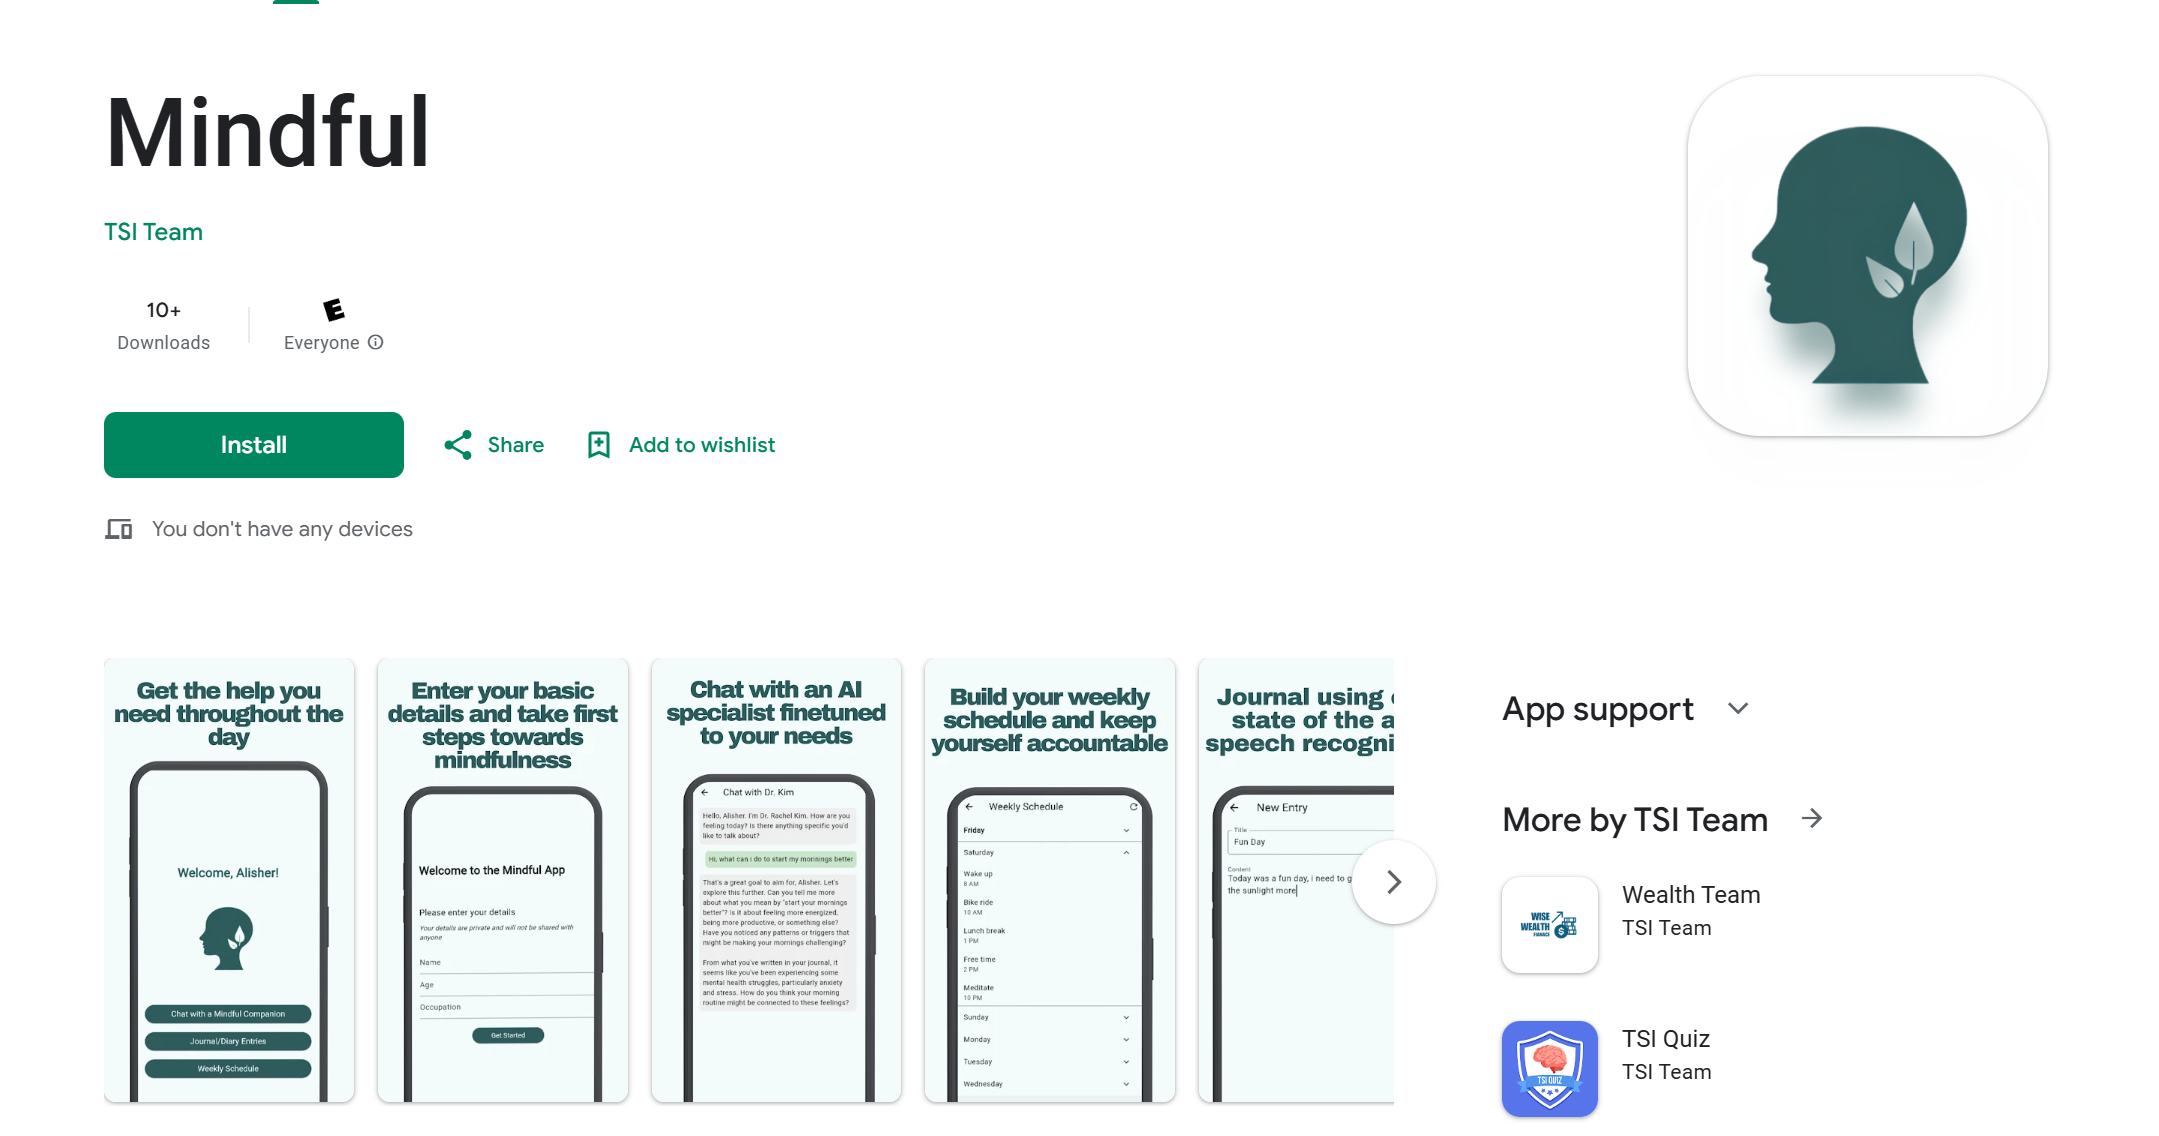 Mindful
TSI Team
10+
Downloads
E
Everyone
Install
Share
Add to wishlist
You don't have any devices
Get the help you
need throughout the
day
Welcome, Alisher!
Chat with a Mindful Companion
Journal/Diary Entries
Weekly Schedule
Enter your basic
details and take first
steps towards
mindfulness
Welcome to the Mindful App
Please enter your details
Your details are private and will not be shared with
anyone
Name
Age
Occupation
Get Started
Chat with an AI
specialist finetuned
to your needs
Chat with Dr. Kim
Hello, Alisher. I'm Dr. Rachel Kim. How are you
feeling today? Is there anything specific you'd
like to talk about?
Hi, what can i do to start my mornings better
That's a great goal to aim for, Alisher. Let's
explore this further. Can you tell me more
about what you mean by "start your mornings
better"? Is it about feeling more energized,
being more productive, or something else?
Have you noticed any patterns or triggers that
might be making your mornings challenging?
From what you've written in your journal, it
seems like you've been experiencing some
mental health struggles, particularly anxiety
and stress. How do you think your morning
routine might be connected to these feelings?
Build your weekly
schedule and keep
yourself accountable
Weekly Schedule
Friday
Saturday
Wake up
8 AM
Bike ride
10 AM
Lunch break
1 PM
Free time
2 PM
Meditate
10 PM
Sunday
Monday
Tuesday
Wednesday
Journal using
state of the a
speech recogni
New Entry
Title
Fun Day
Content
Today was a fun day, i need to g
the sunlight more
App support
More by TSI Team
WISE
WEALTH
FINANCE
Wealth Team
TSI Team
TSI QUIZ
TSI Quiz
TSI Team